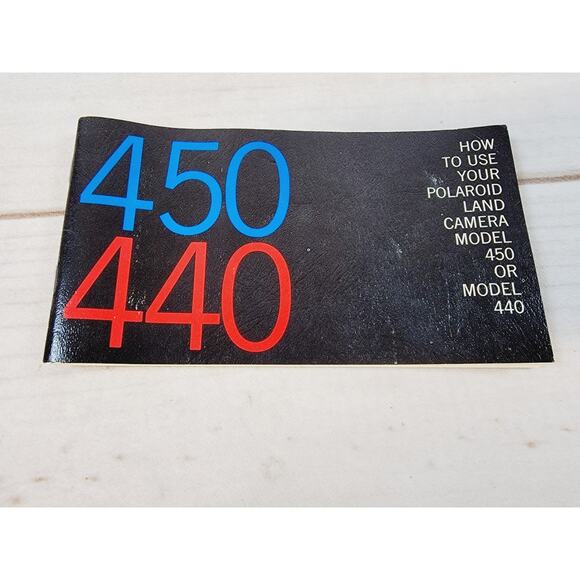 450
440
HOW
TO USE
YOUR
POLAROID
LAND
CAMERA
MODEL
450
OR
MODEL
440